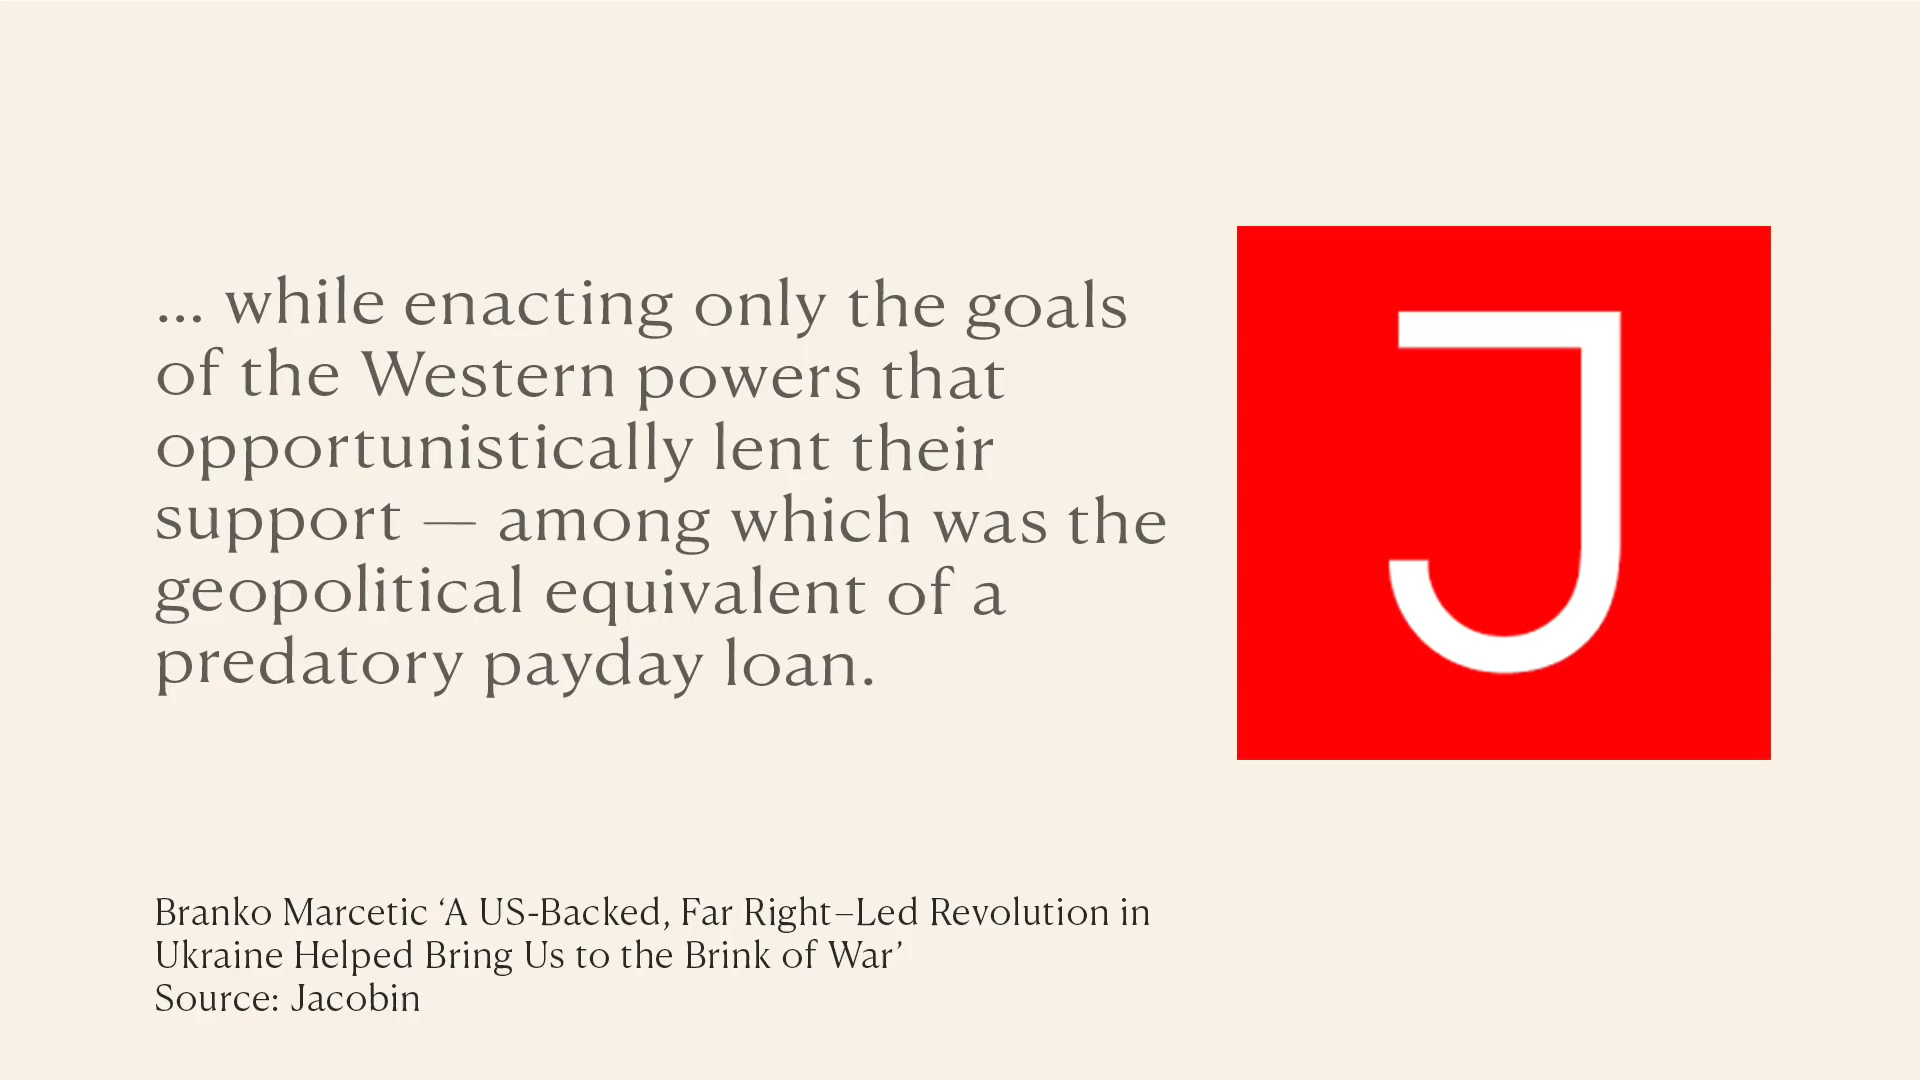 ... while enacting only the goals
of the Western powers that
opportunistically lent their
support — among which was the
geopolitical equivalent of a
predatory payday loan.
J
Branko Marcetic ‘A US-Backed, Far Right–Led Revolution in
Ukraine Helped Bring Us to the Brink of War’
Source: Jacobin